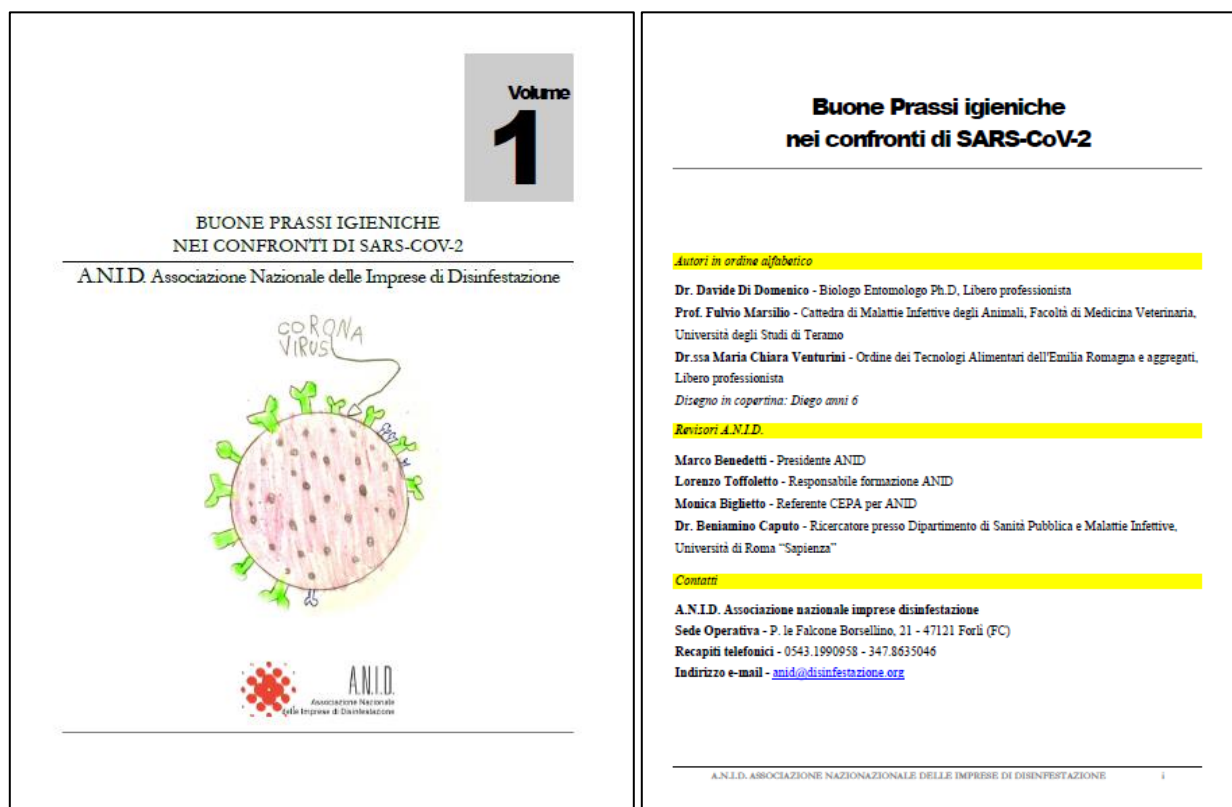 Volume
1
BUONE PRASSI IGIENICHE
NEI CONFRONTI DI SARS-COV-2
A.N.I.D. Associazione Nazionale delle Imprese di Disinfestazione
CORONA
VIRUS
A.N.I.D.
Associazione Nazionale
delle Imprese di Disinfestazione
Buone Prassi igieniche
nei confronti di SARS-CoV-2
Autori in ordine alfabetico
Dr. Davide Di Domenico - Biologo Entomologo Ph.D, Libero professionista
Prof. Fulvio Marsilio - Cattedra di Malattie Infettive degli Animali, Facoltà di Medicina Veterinaria,
Università degli Studi di Teramo
Dr.ssa Maria Chiara Venturini - Ordine dei Tecnologi Alimentari dell'Emilia Romagna e aggregati,
Libero professionista
Disegno in copertina: Diego anni 6
Revisori A.N.I.D.
Marco Benedetti - Presidente ANID
Lorenzo Toffoletto - Responsabile formazione ANID
Monica Biglietto - Referente CEPA per ANID
Dr. Beniamino Caputo - Ricercatore presso Dipartimento di Sanità Pubblica e Malattie Infettive,
Università di Roma “Sapienza”
Contatti
A.N.I.D. Associazione nazionale imprese disinfestazione
Sede Operativa - P. le Falcone Borsellino, 21 - 47121 Forlì (FC)
Recapiti telefonici - 0543.1990958 - 347.8635046
Indirizzo e-mail - anid@disinfestazione.org
A.N.I.D. ASSOCIAZIONE NAZIONAZIONALE DELLE IMPRESE DI DISINFESTAZIONE i